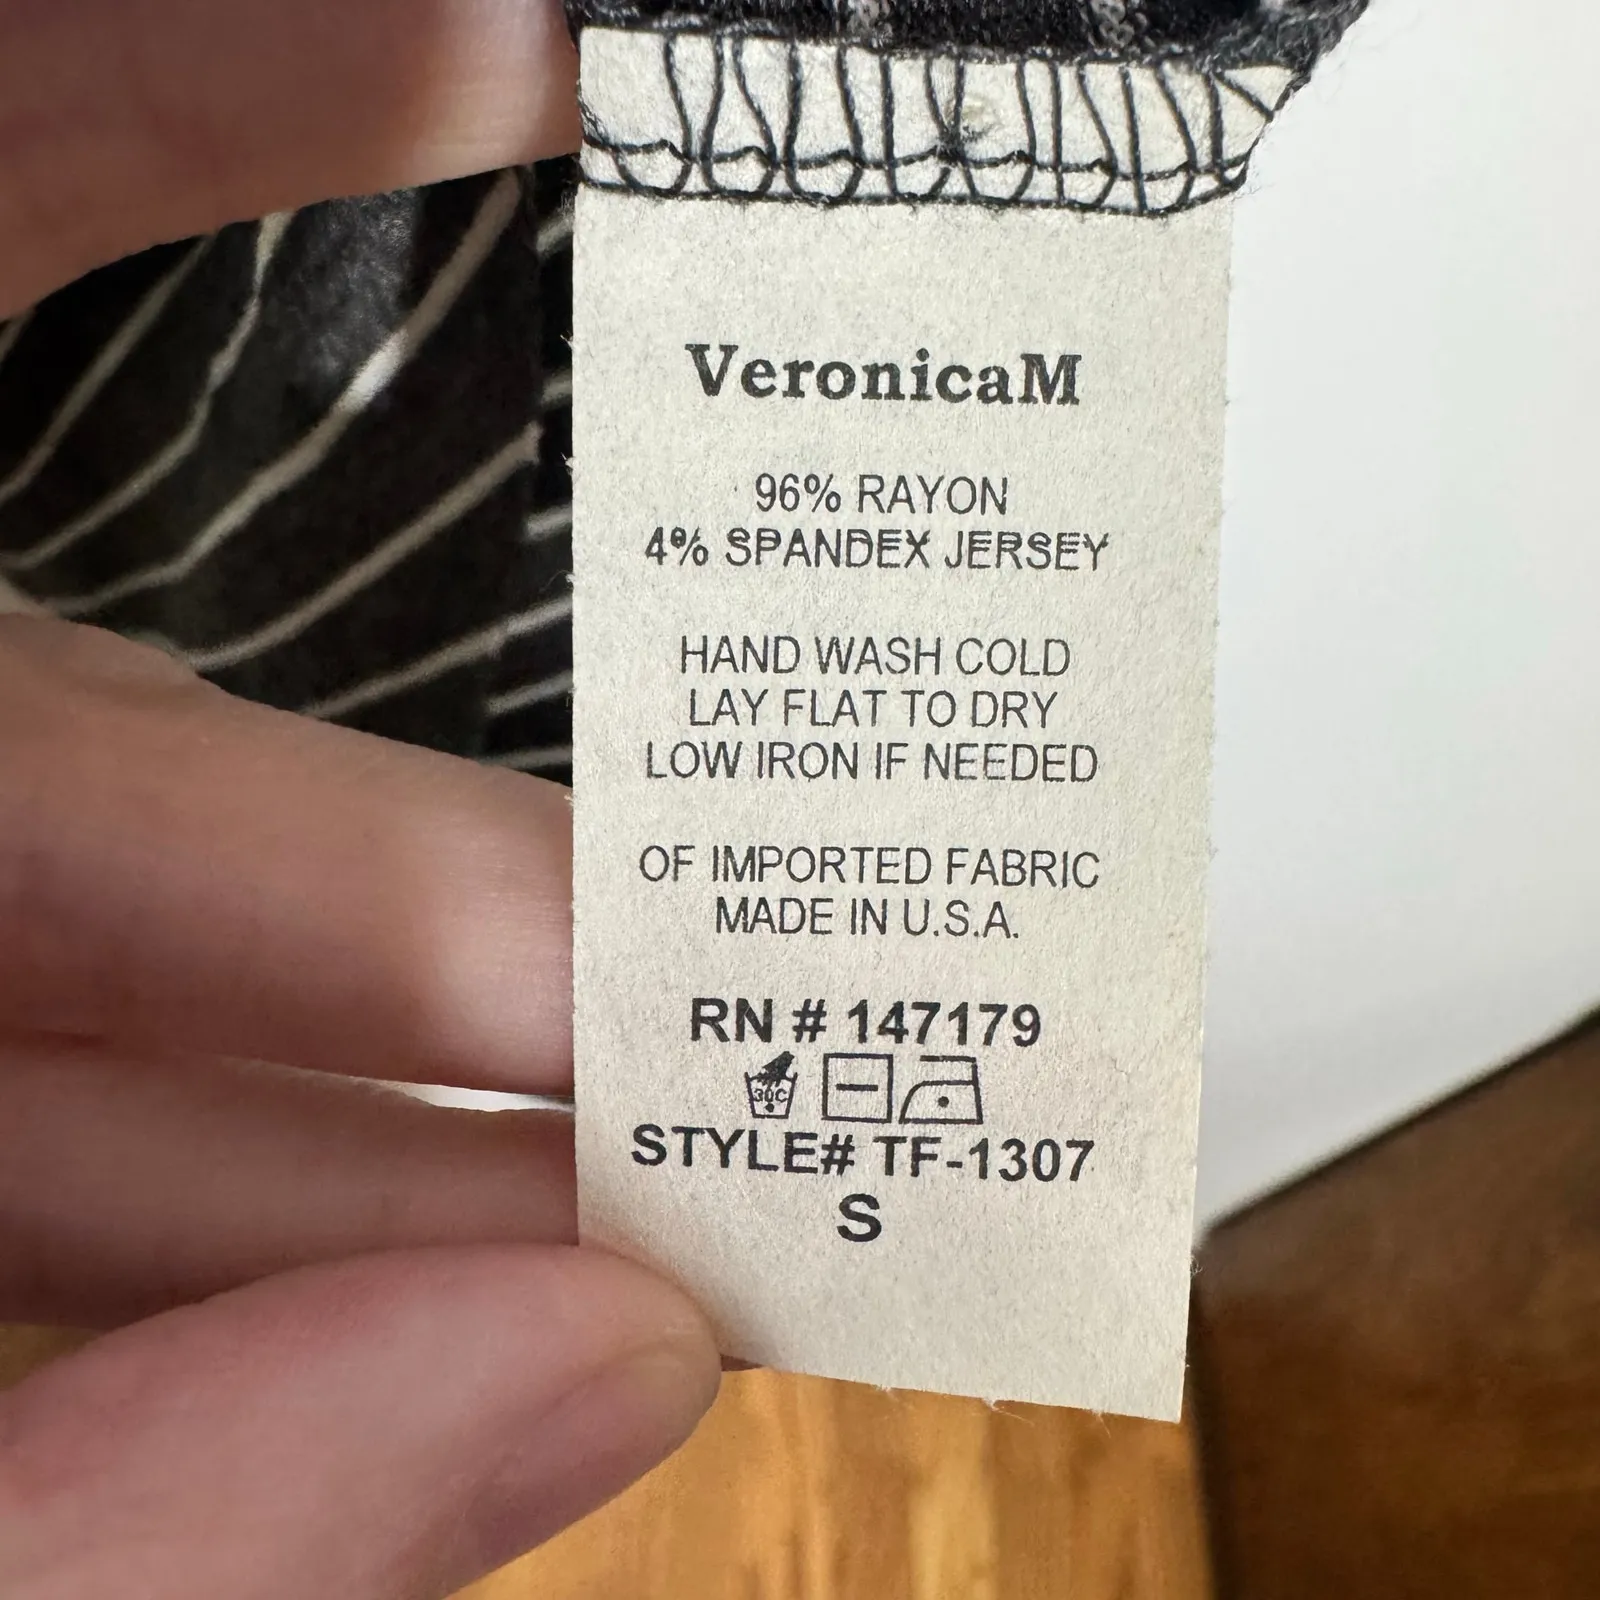 VeronicaM
96% RAYON
4% SPANDEX JERSEY
HAND WASH COLD
LAY FLAT TO DRY
LOW IRON IF NEEDED
OF IMPORTED FABRIC
MADE IN U.S.A.
RN # 147179
30C
STYLE# TF-1307
S